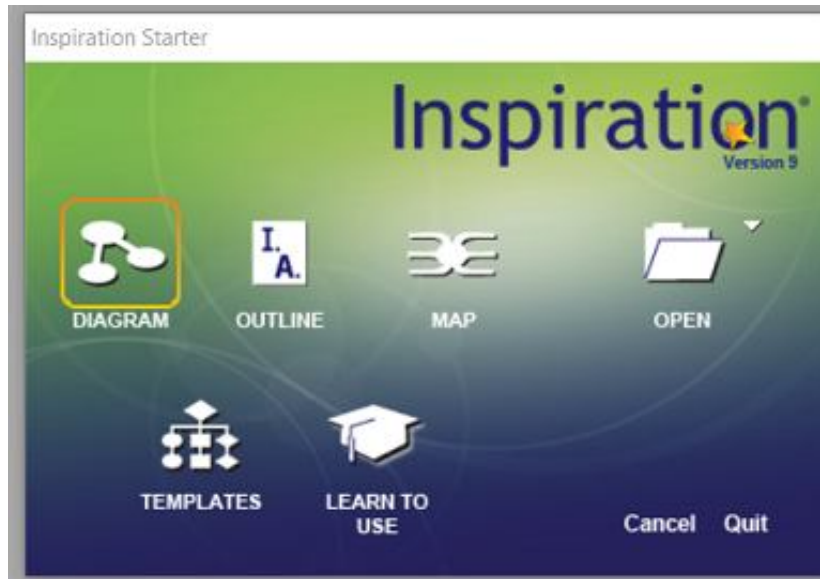 Inspiration Starter
Inspiration®
Version 9
I.
A.
DIAGRAM
OUTLINE
MAP
OPEN
TEMPLATES
LEARN TO
USE
Cancel Quit